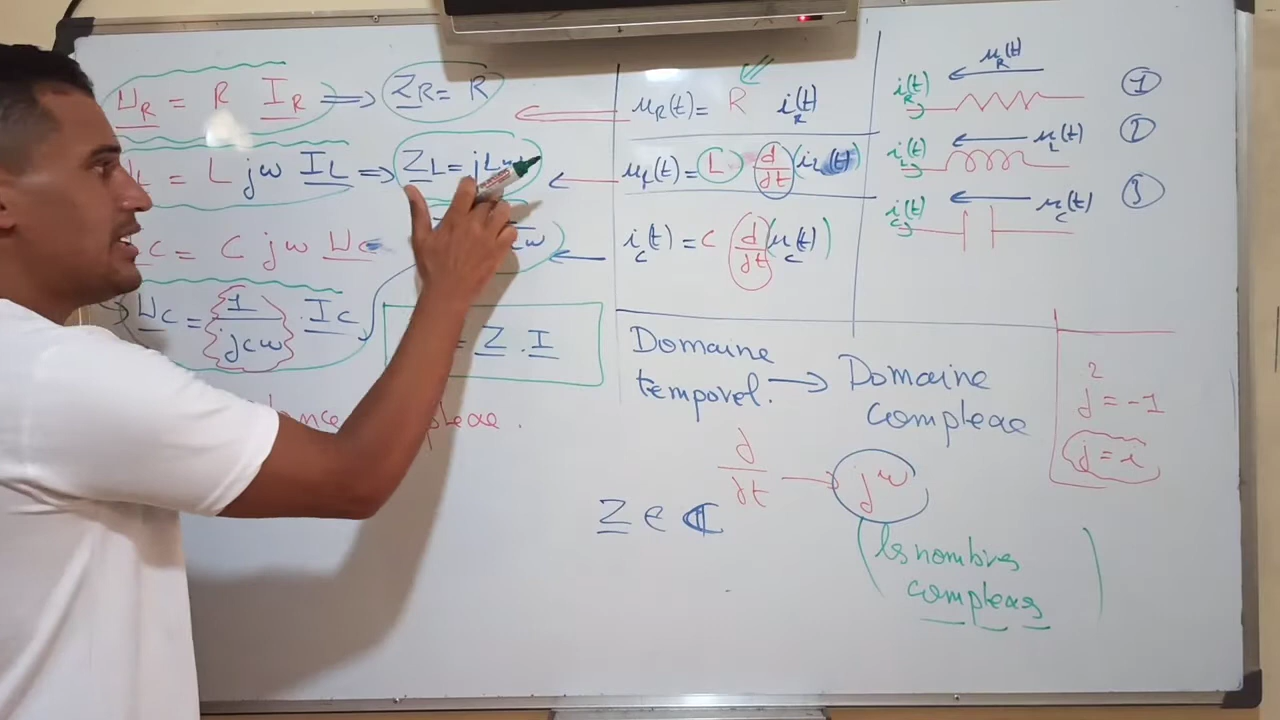 U_R = R I_R => Z_R = R
= L jw I_L => Z_L = jLw
= C jw U_C
U_C = 1/jCw . I_C
= Z . I
u_R(t) = R i_R(t)
u_L(t) = L d/dt (i_L(t))
i_C(t) = C d/dt (u_C(t))
i_R(t) u_R(t) 1
i_L(t) u_L(t) 2
i_C(t) u_C(t) 3
Domaine
temporel. → Domaine
complexe
d/dt → jw
j² = -1
j = i
Z ∈ ℂ
(les nombres
complexes)